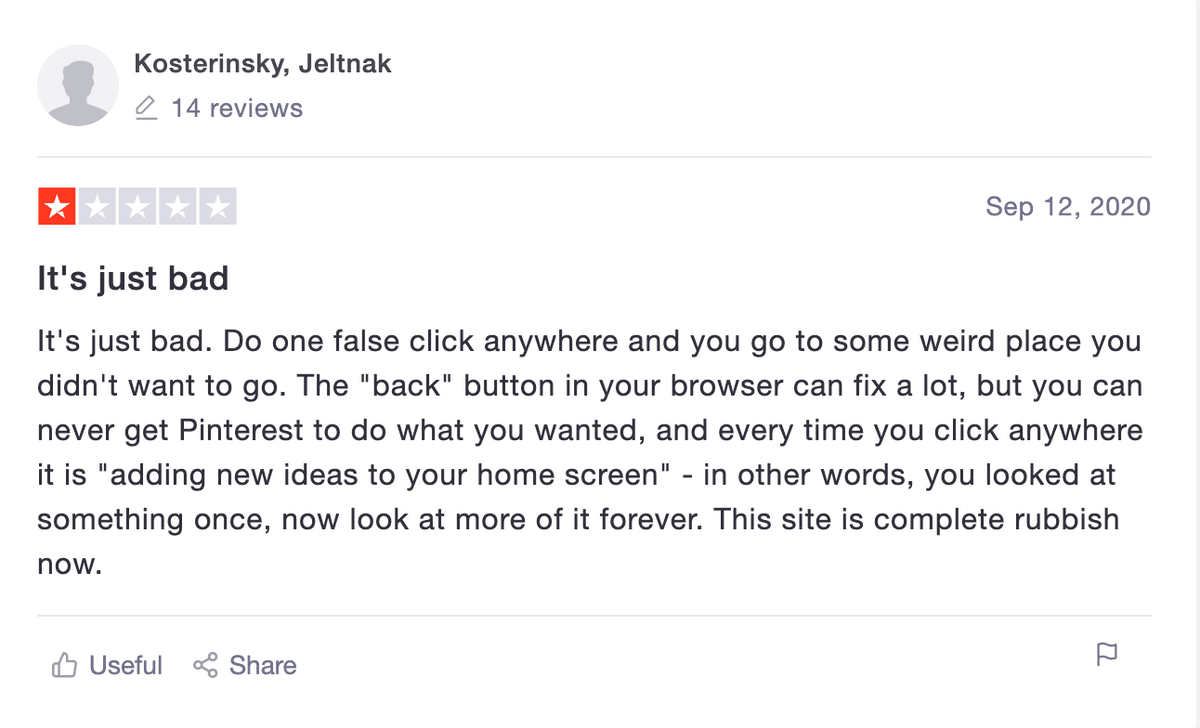 Kosterinsky, Jeltnak
14 reviews
Sep 12, 2020
It's just bad
It's just bad. Do one false click anywhere and you go to some weird place you
didn't want to go. The "back" button in your browser can fix a lot, but you can
never get Pinterest to do what you wanted, and every time you click anywhere
it is "adding new ideas to your home screen" - in other words, you looked at
something once, now look at more of it forever. This site is complete rubbish
now.
Useful Share